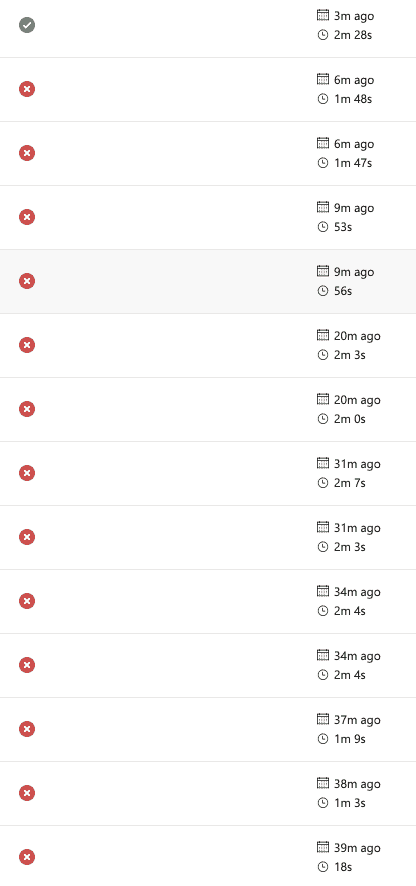 3m ago
2m 28s
6m ago
1m 48s
6m ago
1m 47s
9m ago
53s
9m ago
56s
20m ago
2m 3s
20m ago
2m 0s
31m ago
2m 7s
31m ago
2m 3s
34m ago
2m 4s
34m ago
2m 4s
37m ago
1m 9s
38m ago
1m 3s
39m ago
18s